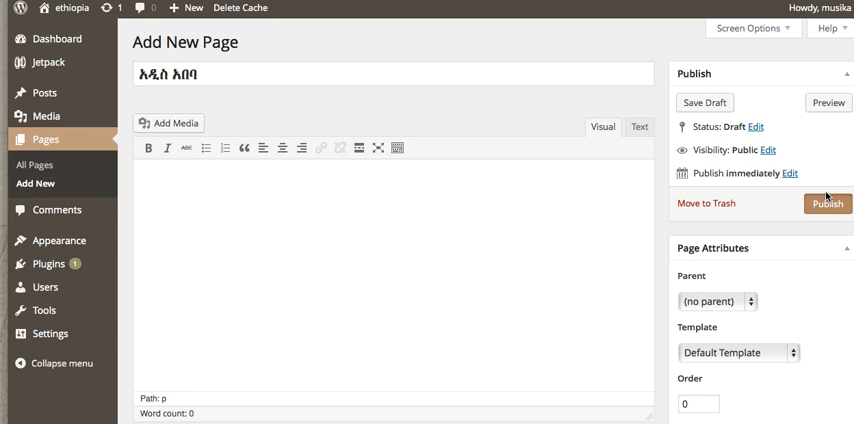 ethiopia 1 0 New Delete Cache Howdy, musika
Screen Options Help
Dashboard
Jetpack
Posts
Media
Pages
All Pages
Add New
Comments
Appearance
Plugins 1
Users
Tools
Settings
Collapse menu
Add New Page
አዲስ አበባ
Add Media
Visual Text
B I ABC
Path: p
Word count: 0
Publish
Save Draft Preview
Status: Draft Edit
Visibility: Public Edit
Publish immediately Edit
Move to Trash Publish
Page Attributes
Parent
(no parent)
Template
Default Template
Order
0